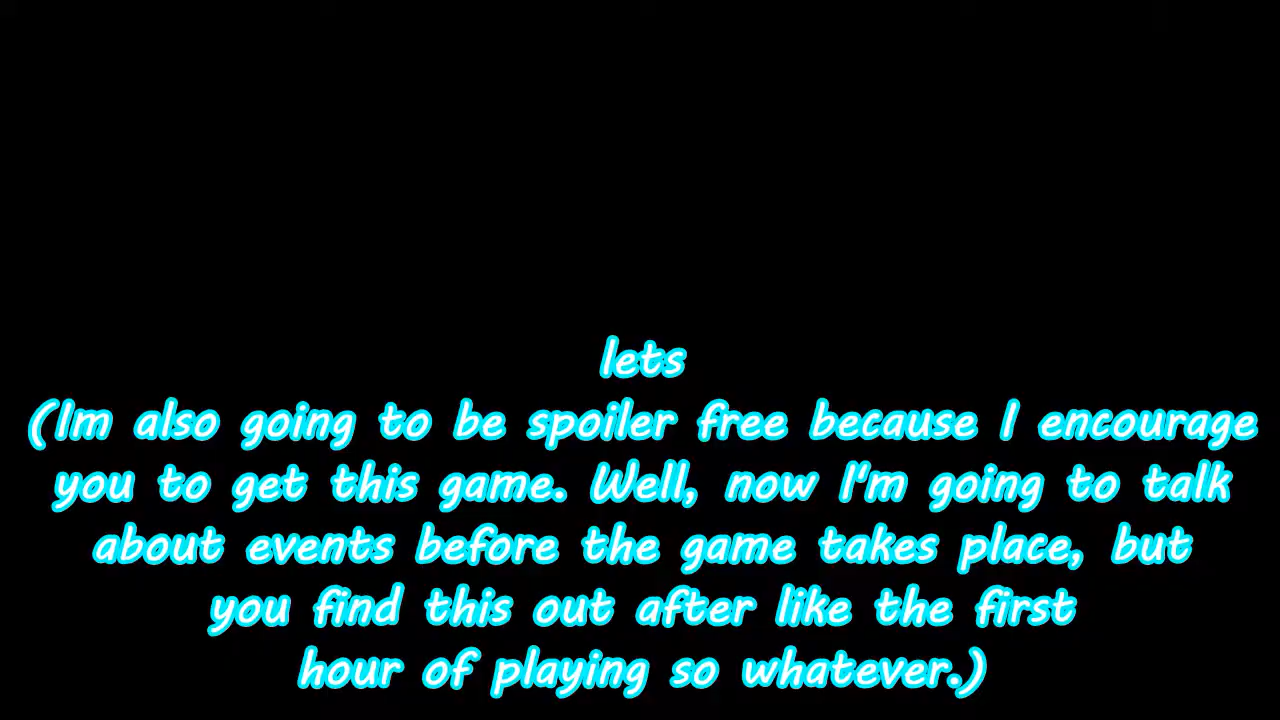 lets
(Im also going to be spoiler free because I encourage
you to get this game. Well, now I'm going to talk
about events before the game takes place, but
you find this out after like the first
hour of playing so whatever.)